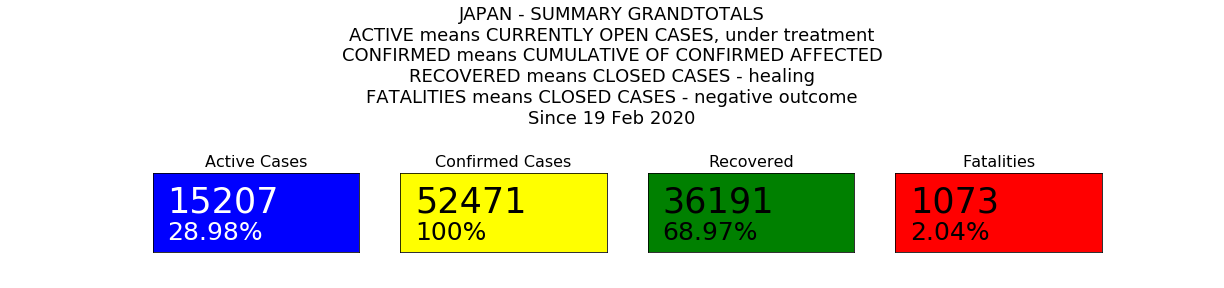 JAPAN - SUMMARY GRANDTOTALS
ACTIVE means CURRENTLY OPEN CASES, under treatment
CONFIRMED means CUMULATIVE OF CONFIRMED AFFECTED
RECOVERED means CLOSED CASES - healing
FATALITIES means CLOSED CASES - negative outcome
Since 19 Feb 2020
Active Cases
15207
28.98%
Confirmed Cases
52471
100%
Recovered
36191
68.97%
Fatalities
1073
2.04%